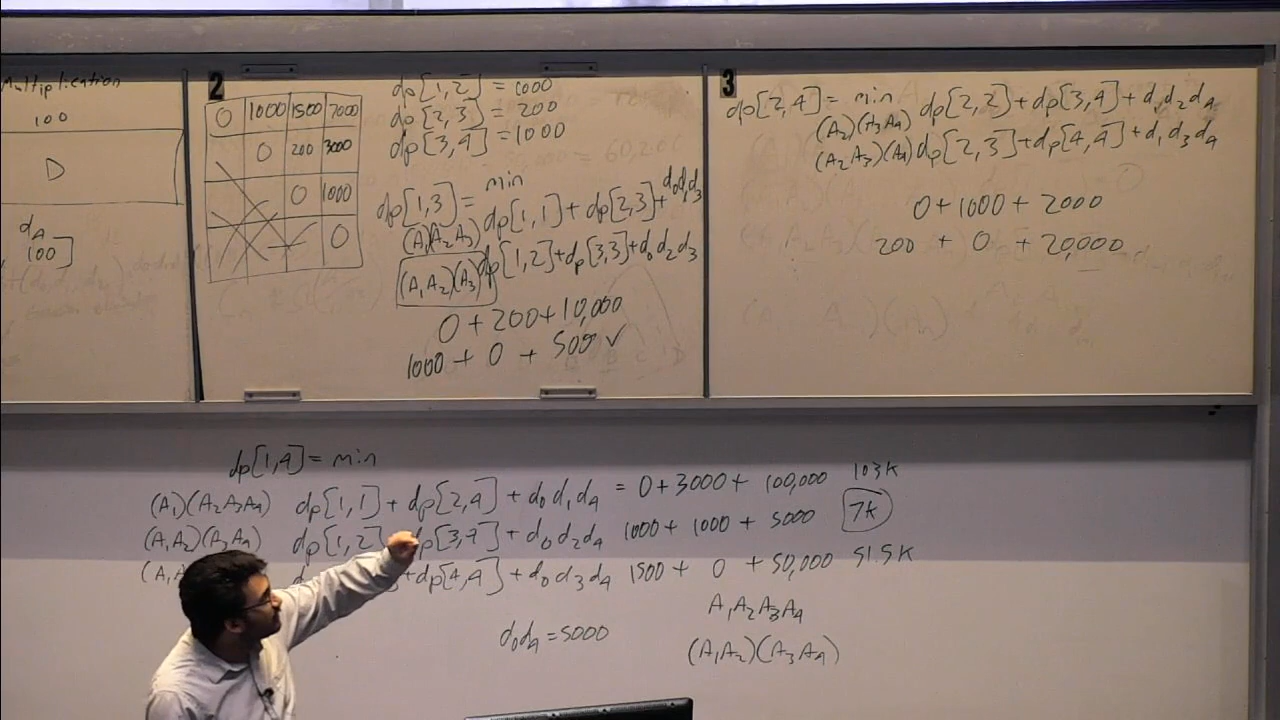 Multiplication
100
D
d₄
100]
2
0 1000 1500 7000
0 200 3000
0 1000
0
dp[1,2] = 1000
dp[2,3] = 200
dp[3,4] = 1000
dp[1,3] = min
(A₁)(A₂A₃) dp[1,1] + dp[2,3] + d₀d₁d₃
(A₁A₂)(A₃) dp[1,2] + dp[3,3] + d₀d₂d₃
0 + 200 + 10,000
1000 + 0 + 500 ✓
3
dp[2,4] = min dp[2,2] + dp[3,4] + d₁d₂d₄
(A₂)(A₃A₄)
(A₂A₃)(A₄) dp[2,3] + dp[4,4] + d₁d₃d₄
0 + 1000 + 2000
200 + 0 + 20,000
dp[1,4] = min
(A₁)(A₂A₃A₄) dp[1,1] + dp[2,4] + d₀d₁d₄ = 0 + 3000 + 100,000 103K
(A₁A₂)(A₃A₄) dp[1,2] dp[3,4] + d₀d₂d₄ 1000 + 1000 + 5000 7K
+ dp[4,4] + d₀d₃d₄ 1500 + 0 + 50,000 51.5K
A₁A₂A₃A₄
d₀d₄ = 5000
(A₁A₂)(A₃A₄)